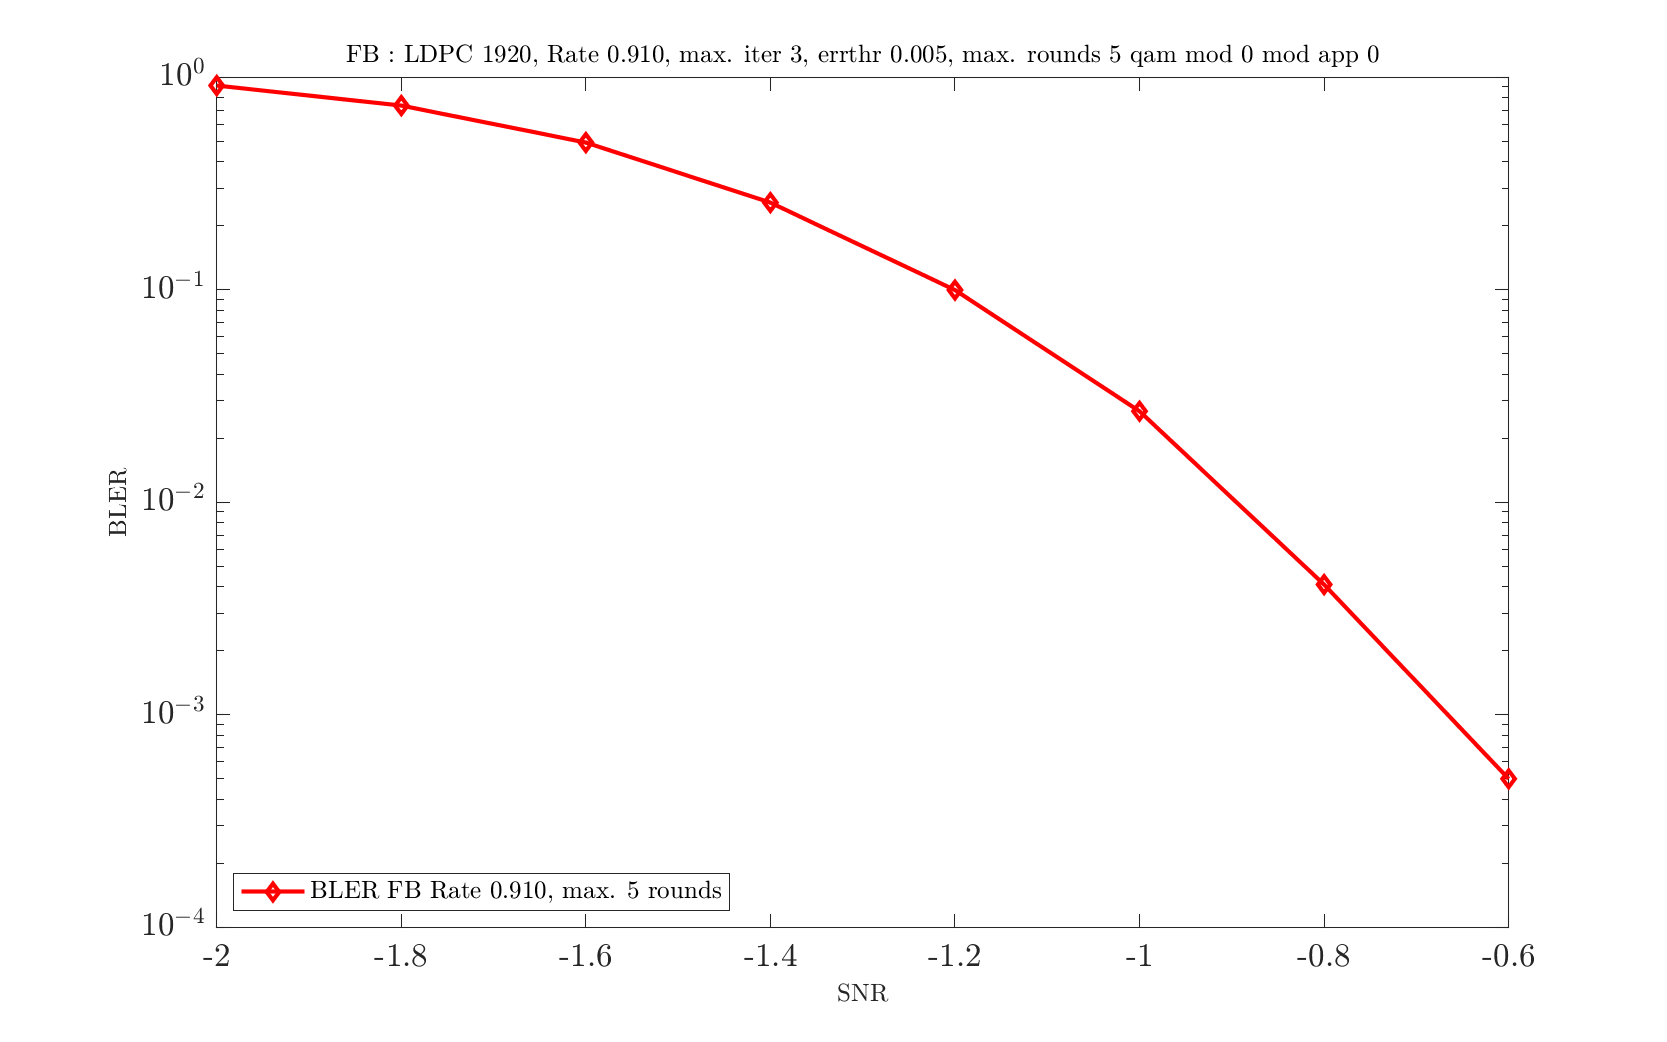 FB : LDPC 1920, Rate 0.910, max. iter 3, errthr 0.005, max. rounds 5 qam mod 0 mod app 0
10^0
10^-1
10^-2
10^-3
10^-4
BLER
BLER FB Rate 0.910, max. 5 rounds
-2 -1.8 -1.6 -1.4 -1.2 -1 -0.8 -0.6
SNR